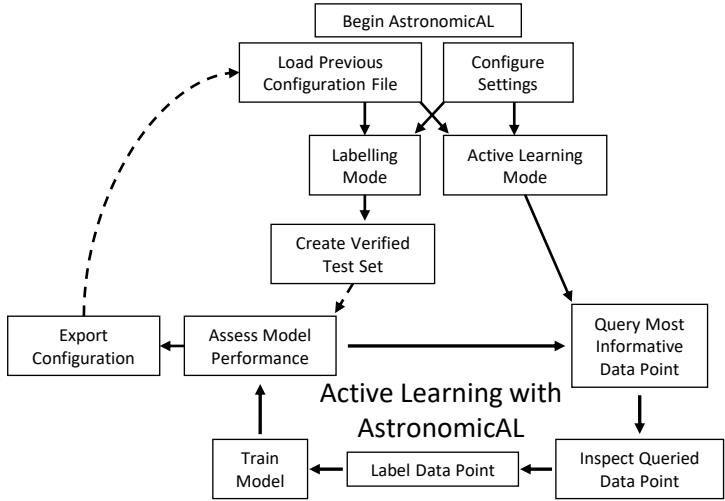 Begin AstronomicAL
Load Previous
Configuration File
Configure
Settings
Labelling
Mode
Active Learning
Mode
Create Verified
Test Set
Export
Configuration
Assess Model
Performance
Query Most
Informative
Data Point
Active Learning with
AstronomicAL
Train
Model
Label Data Point
Inspect Queried
Data Point